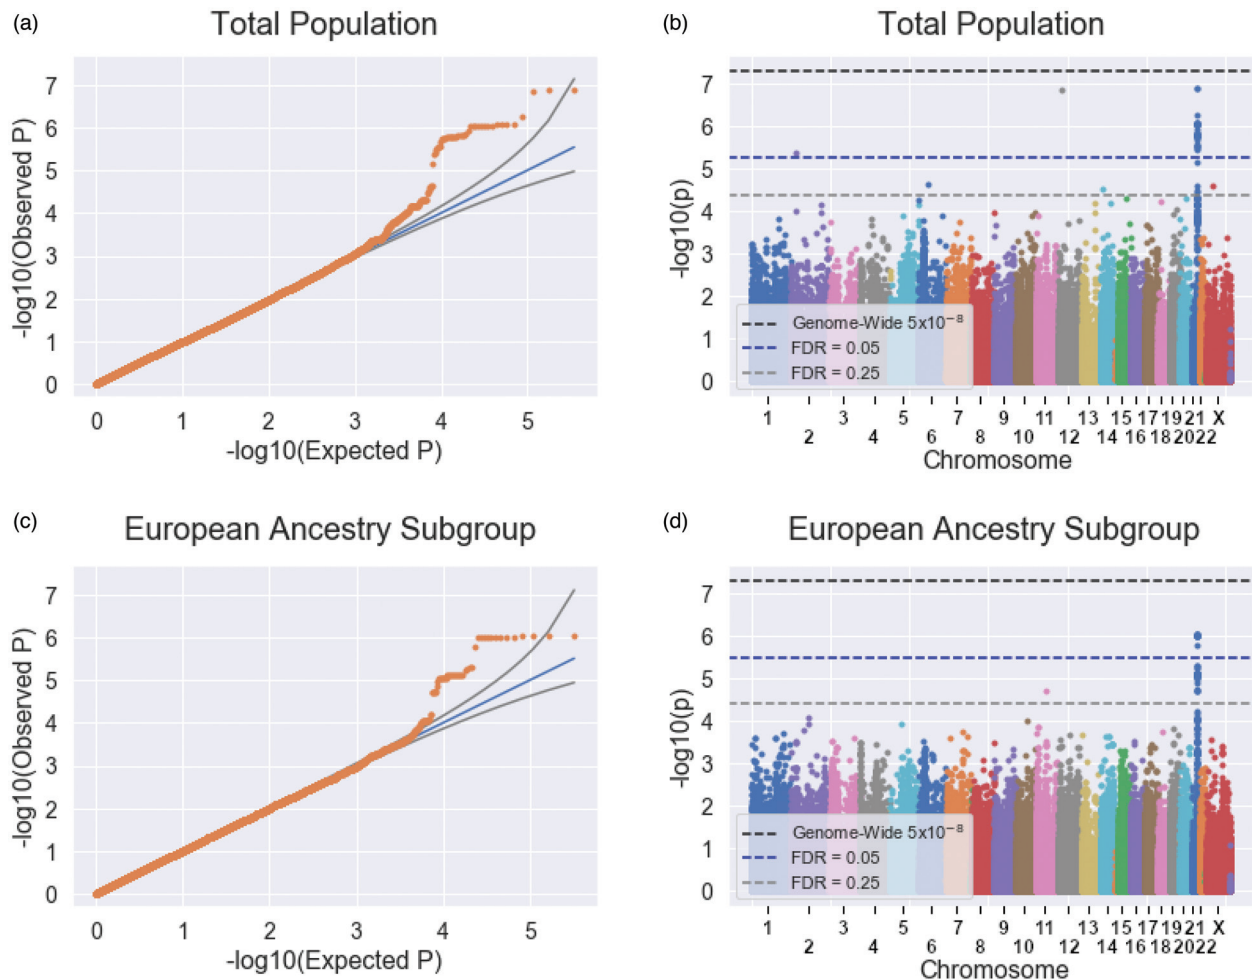 (a)
Total Population
-log10(Observed P)
7
6
5
4
3
2
1
0
0 1 2 3 4 5
-log10(Expected P)
(b)
Total Population
-log10(p)
7
6
5
4
3
2
1
0
Genome-Wide 5x10⁻⁸
FDR = 0.05
FDR = 0.25
1 3 5 7 9 11 13 15 17 19 21 X
2 4 6 8 10 12 14 16 18 20 22
Chromosome
(c)
European Ancestry Subgroup
-log10(Observed P)
7
6
5
4
3
2
1
0
0 1 2 3 4 5
-log10(Expected P)
(d)
European Ancestry Subgroup
-log10(p)
7
6
5
4
3
2
1
0
Genome-Wide 5x10⁻⁸
FDR = 0.05
FDR = 0.25
1 3 5 7 9 11 13 15 17 19 21 X
2 4 6 8 10 12 14 16 18 20 22
Chromosome